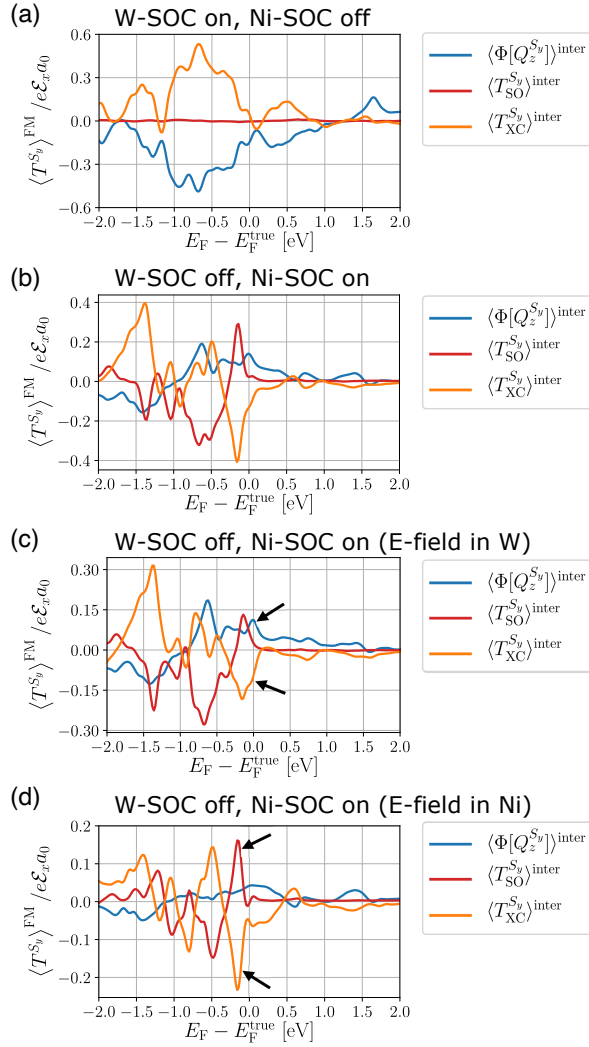 (a) W-SOC on, Ni-SOC off
⟨T^{S_y}⟩^{FM} / eℰ_x a_0
0.6
0.3
0.0
−0.3
−0.6
−2.0 −1.5 −1.0 −0.5 0.0 0.5 1.0 1.5 2.0
E_F − E_F^{true} [eV]
⟨Φ[Q_z^{S_y}]⟩^{inter}
⟨T_{SO}^{S_y}⟩^{inter}
⟨T_{XC}^{S_y}⟩^{inter}
(b) W-SOC off, Ni-SOC on
⟨T^{S_y}⟩^{FM} / eℰ_x a_0
0.4
0.2
0.0
−0.2
−0.4
−2.0 −1.5 −1.0 −0.5 0.0 0.5 1.0 1.5 2.0
E_F − E_F^{true} [eV]
⟨Φ[Q_z^{S_y}]⟩^{inter}
⟨T_{SO}^{S_y}⟩^{inter}
⟨T_{XC}^{S_y}⟩^{inter}
(c) W-SOC off, Ni-SOC on (E-field in W)
⟨T^{S_y}⟩^{FM} / eℰ_x a_0
0.30
0.15
0.00
−0.15
−0.30
−2.0 −1.5 −1.0 −0.5 0.0 0.5 1.0 1.5 2.0
E_F − E_F^{true} [eV]
⟨Φ[Q_z^{S_y}]⟩^{inter}
⟨T_{SO}^{S_y}⟩^{inter}
⟨T_{XC}^{S_y}⟩^{inter}
(d) W-SOC off, Ni-SOC on (E-field in Ni)
⟨T^{S_y}⟩^{FM} / eℰ_x a_0
0.2
0.1
0.0
−0.1
−0.2
−2.0 −1.5 −1.0 −0.5 0.0 0.5 1.0 1.5 2.0
E_F − E_F^{true} [eV]
⟨Φ[Q_z^{S_y}]⟩^{inter}
⟨T_{SO}^{S_y}⟩^{inter}
⟨T_{XC}^{S_y}⟩^{inter}